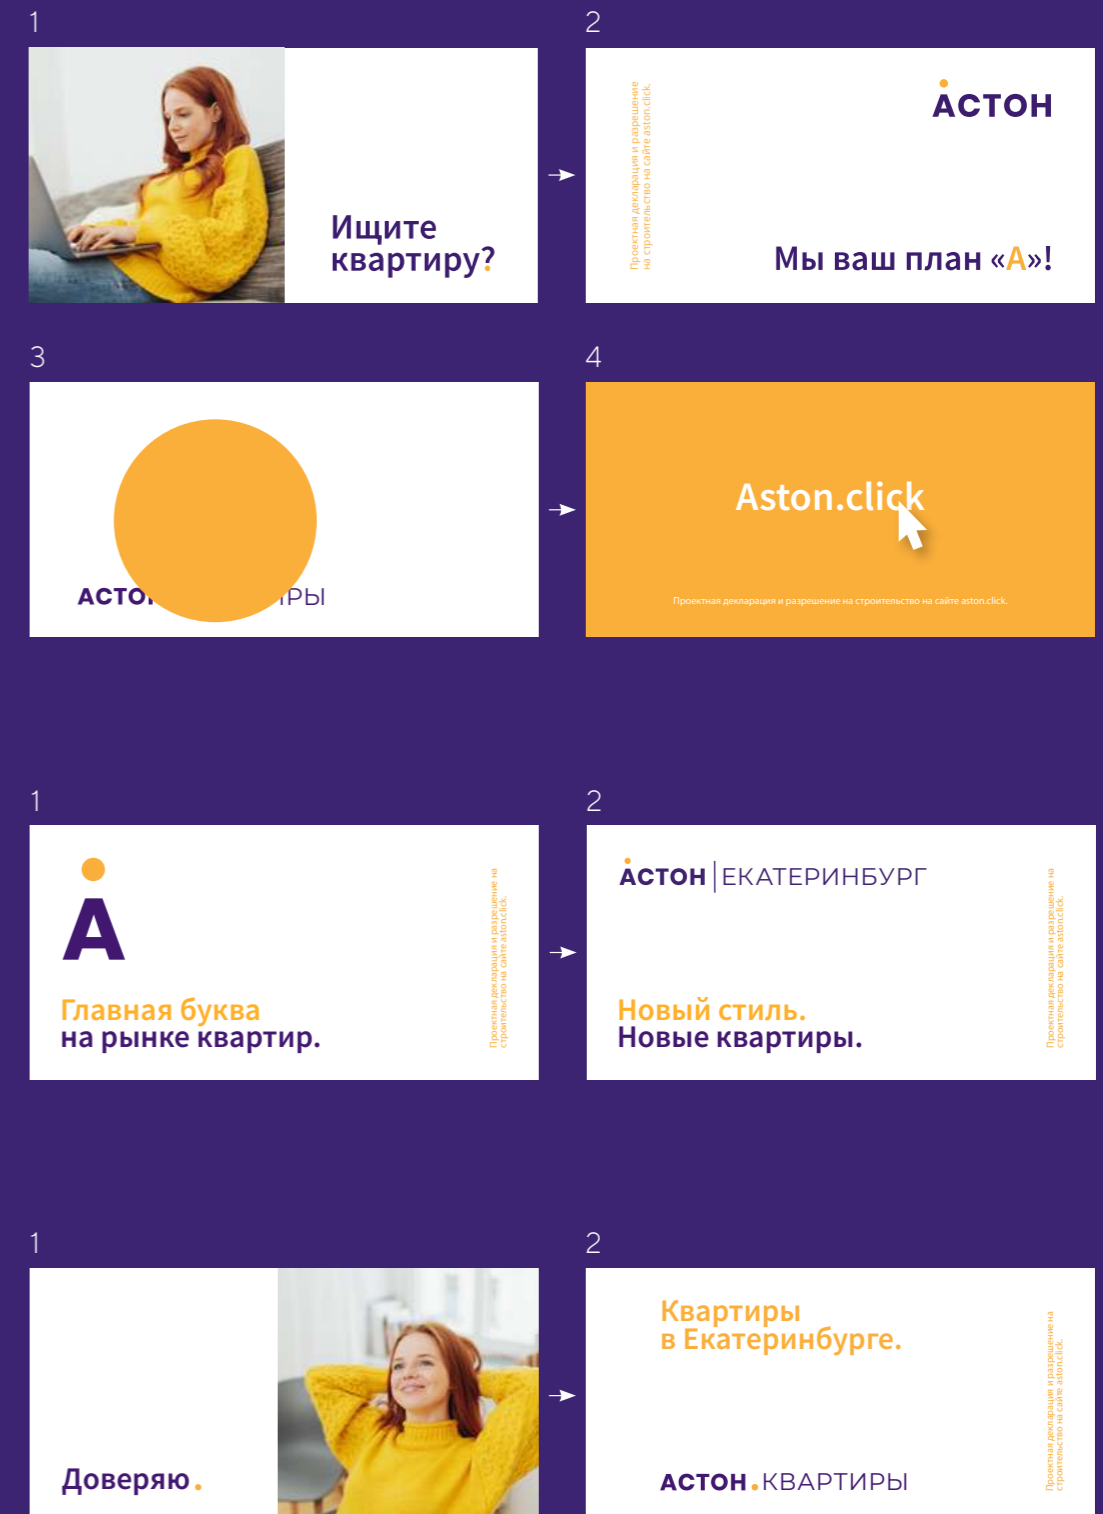 1
2
Ищите
квартиру?
Проектная декларация и разрешение
на строительство на сайте aston.click.
АСТОН
Мы ваш план «А»!
3
4
АСТО
РЫ
Aston.click
Проектная декларация и разрешение на строительство на сайте aston.click.
1
2
А
Главная буква
на рынке квартир.
Проектная декларация и разрешение на
строительство на сайте aston.click.
АСТОН|ЕКАТЕРИНБУРГ
Новый стиль.
Новые квартиры.
Проектная декларация и разрешение на
строительство на сайте aston.click.
1
2
Доверяю.
Квартиры
в Екатеринбурге.
АСТОН.КВАРТИРЫ
Проектная декларация и разрешение на
строительство на сайте aston.click.